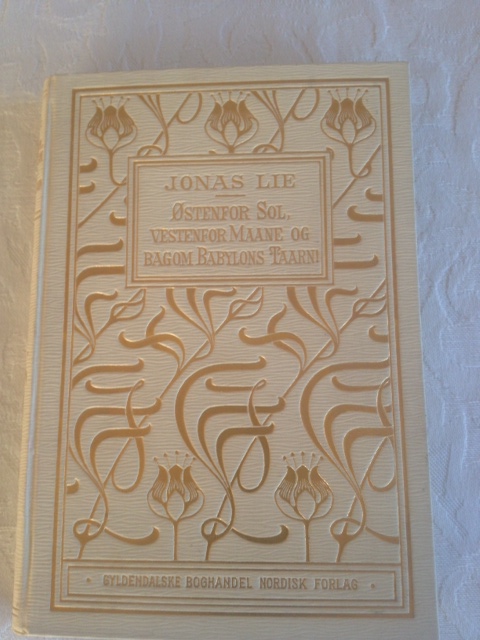 JONAS LIE
ØSTENFOR SOL,
VESTENFOR MAANE OG
BAGOM BABYLONS TAARN!
· GYLDENDALSKE BOGHANDEL NORDISK FORLAG ·